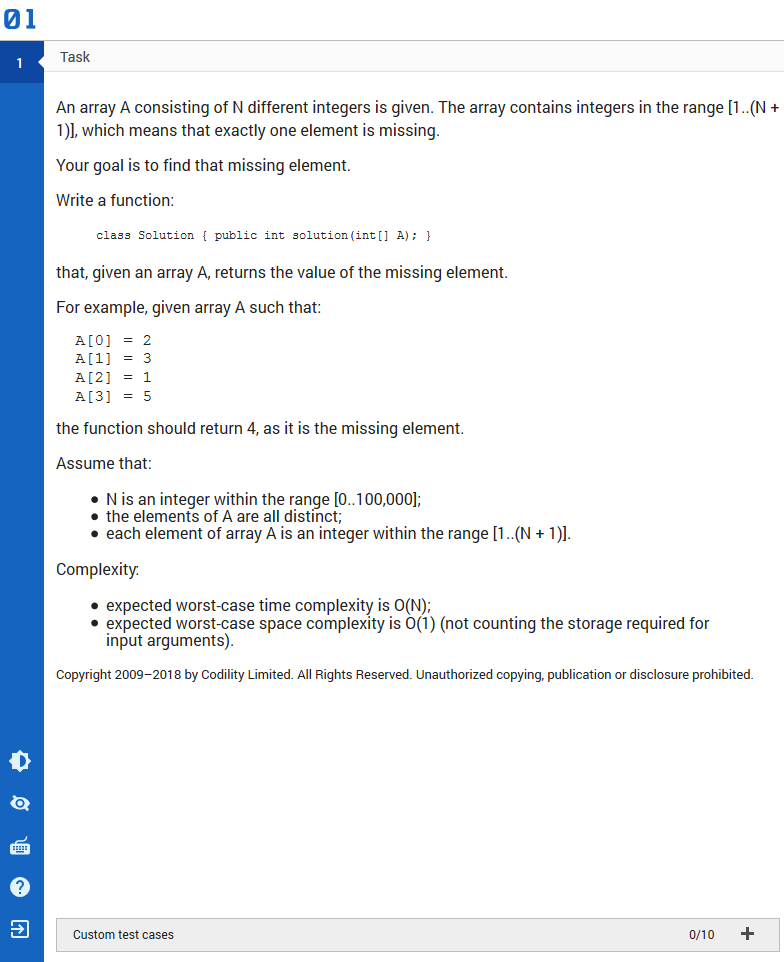 01
1
Task
An array A consisting of N different integers is given. The array contains integers in the range [1..(N +
1)], which means that exactly one element is missing.
Your goal is to find that missing element.
Write a function:
class Solution { public int solution(int[] A); }
that, given an array A, returns the value of the missing element.
For example, given array A such that:
A[0] = 2
A[1] = 3
A[2] = 1
A[3] = 5
the function should return 4, as it is the missing element.
Assume that:
• N is an integer within the range [0..100,000];
• the elements of A are all distinct;
• each element of array A is an integer within the range [1..(N + 1)].
Complexity:
• expected worst-case time complexity is O(N);
• expected worst-case space complexity is O(1) (not counting the storage required for
input arguments).
Copyright 2009–2018 by Codility Limited. All Rights Reserved. Unauthorized copying, publication or disclosure prohibited.
Custom test cases 0/10 +